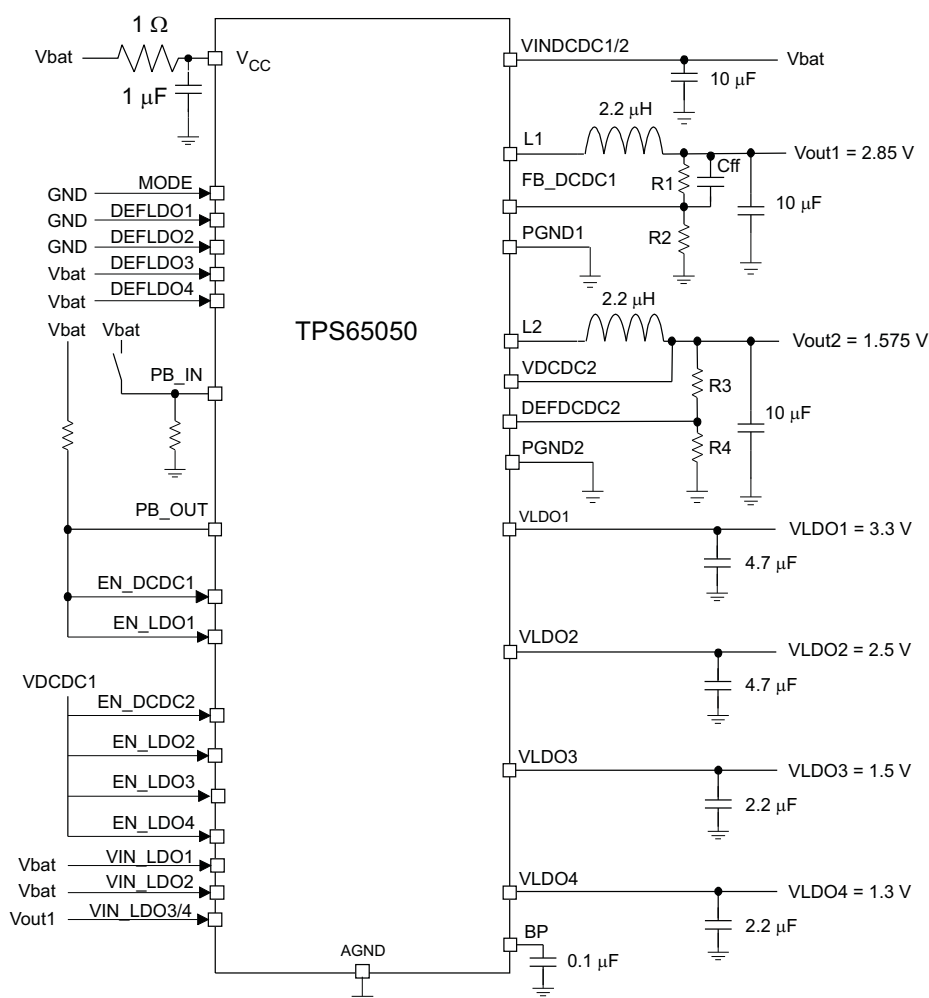 1 Ω
Vbat
V_CC
1 μF
GND
MODE
GND
DEFLDO1
GND
DEFLDO2
Vbat
DEFLDO3
Vbat
DEFLDO4
Vbat
Vbat
PB_IN
PB_OUT
EN_DCDC1
EN_LDO1
VDCDC1
EN_DCDC2
EN_LDO2
EN_LDO3
EN_LDO4
Vbat
VIN_LDO1
Vbat
VIN_LDO2
Vout1
VIN_LDO3/4
TPS65050
AGND
VINDCDC1/2
Vbat
10 μF
2.2 μH
L1
Vout1 = 2.85 V
Cff
FB_DCDC1
R1
10 μF
R2
PGND1
2.2 μH
L2
Vout2 = 1.575 V
VDCDC2
R3
DEFDCDC2
10 μF
R4
PGND2
VLDO1
VLDO1 = 3.3 V
4.7 μF
VLDO2
VLDO2 = 2.5 V
4.7 μF
VLDO3
VLDO3 = 1.5 V
2.2 μF
VLDO4
VLDO4 = 1.3 V
2.2 μF
BP
0.1 μF